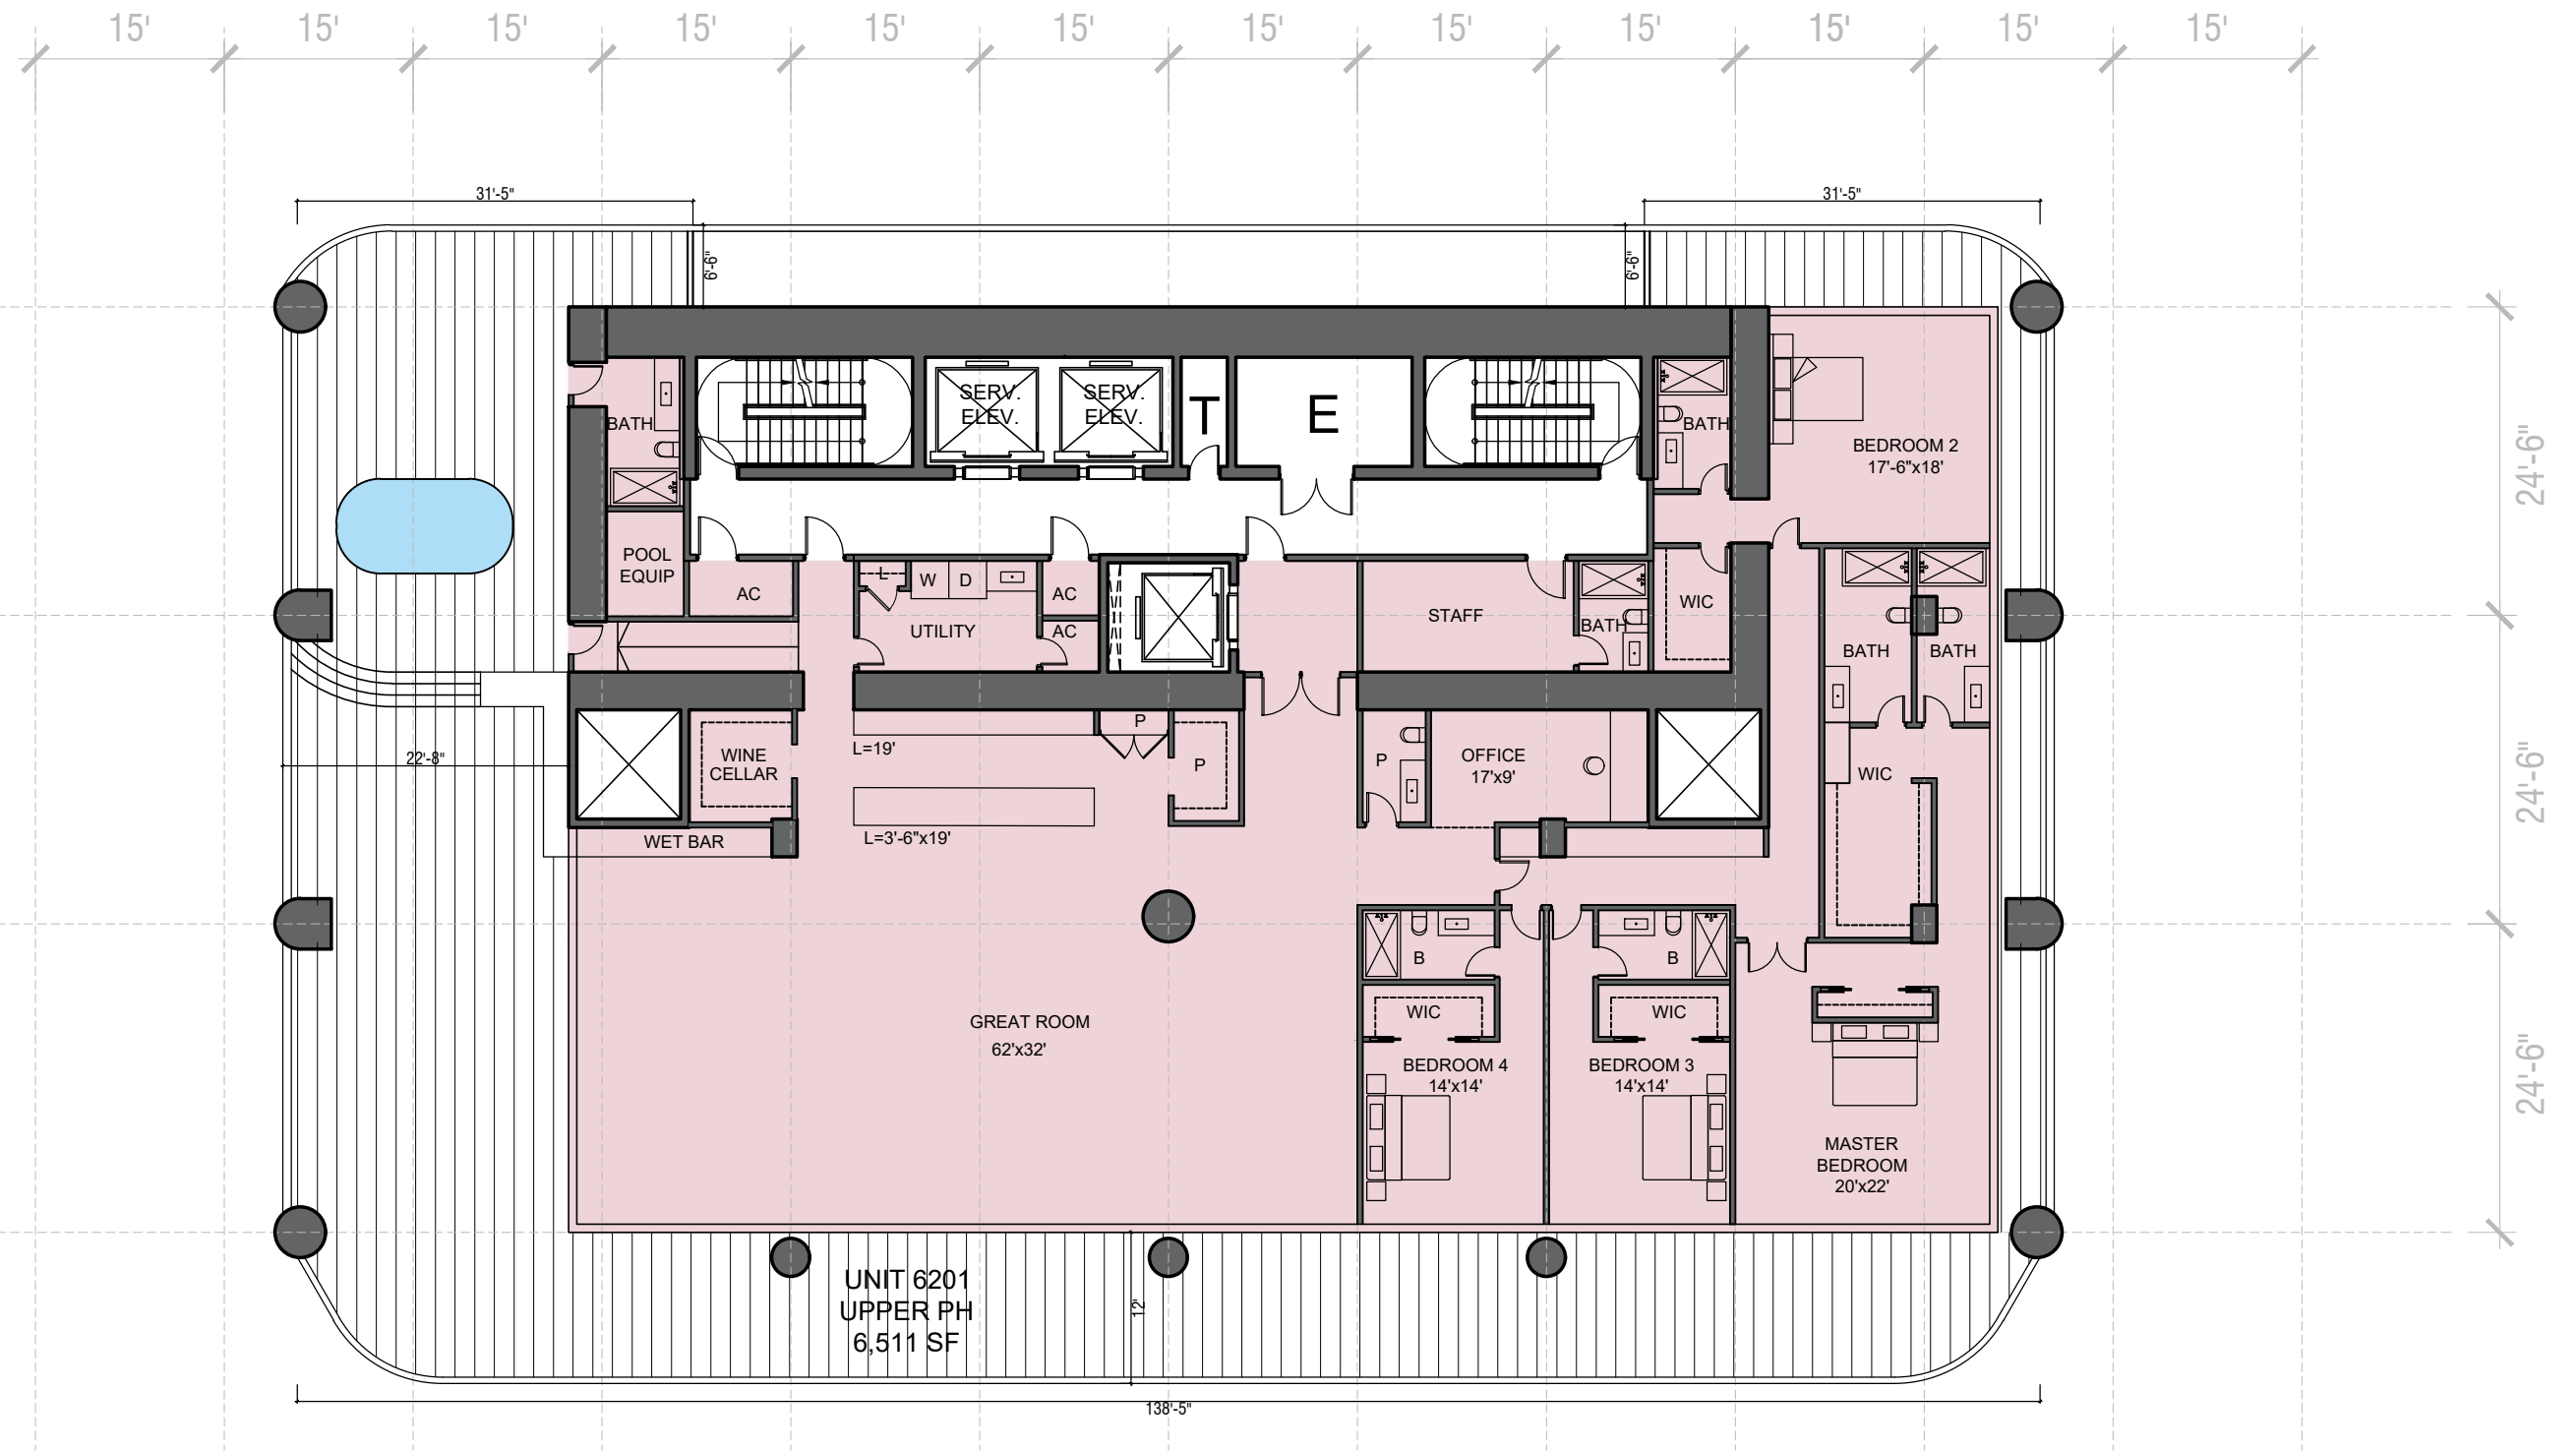 15' 15' 15' 15' 15' 15' 15' 15' 15' 15' 15' 15'
31'-5" 31'-5"
6'-6" 6'-6"
SERV. ELEV.
SERV. ELEV.
T
E
BATH
BATH
BEDROOM 2
17'-6"x18'
24'-6"
POOL
EQUIP
AC
L
W
D
AC
UTILITY
AC
STAFF
BATH
WIC
BATH
BATH
22'-8"
WINE
CELLAR
L=19'
P
P
P
OFFICE
17'x9'
WIC
24'-6"
WET BAR
L=3'-6"x19'
B
B
GREAT ROOM
62'x32'
WIC
WIC
BEDROOM 4
14'x14'
BEDROOM 3
14'x14'
24'-6"
MASTER
BEDROOM
20'x22'
UNIT 6201
UPPER PH
6,511 SF
12'
138'-5"